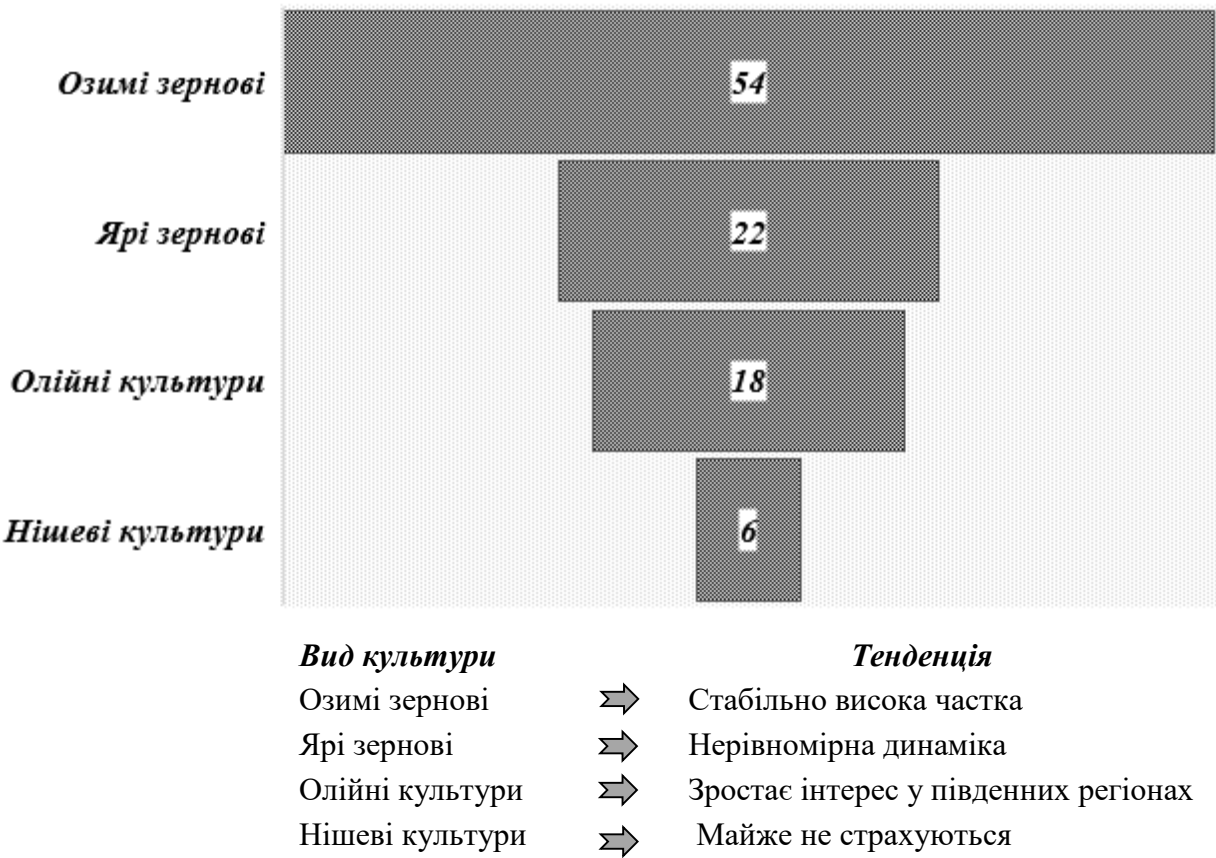 Озимі зернові 54
Ярі зернові 22
Олійні культури 18
Нішеві культури 6
Вид культури Тенденція
Озимі зернові Стабільно висока частка
Ярі зернові Нерівномірна динаміка
Олійні культури Зростає інтерес у південних регіонах
Нішеві культури Майже не страхуються